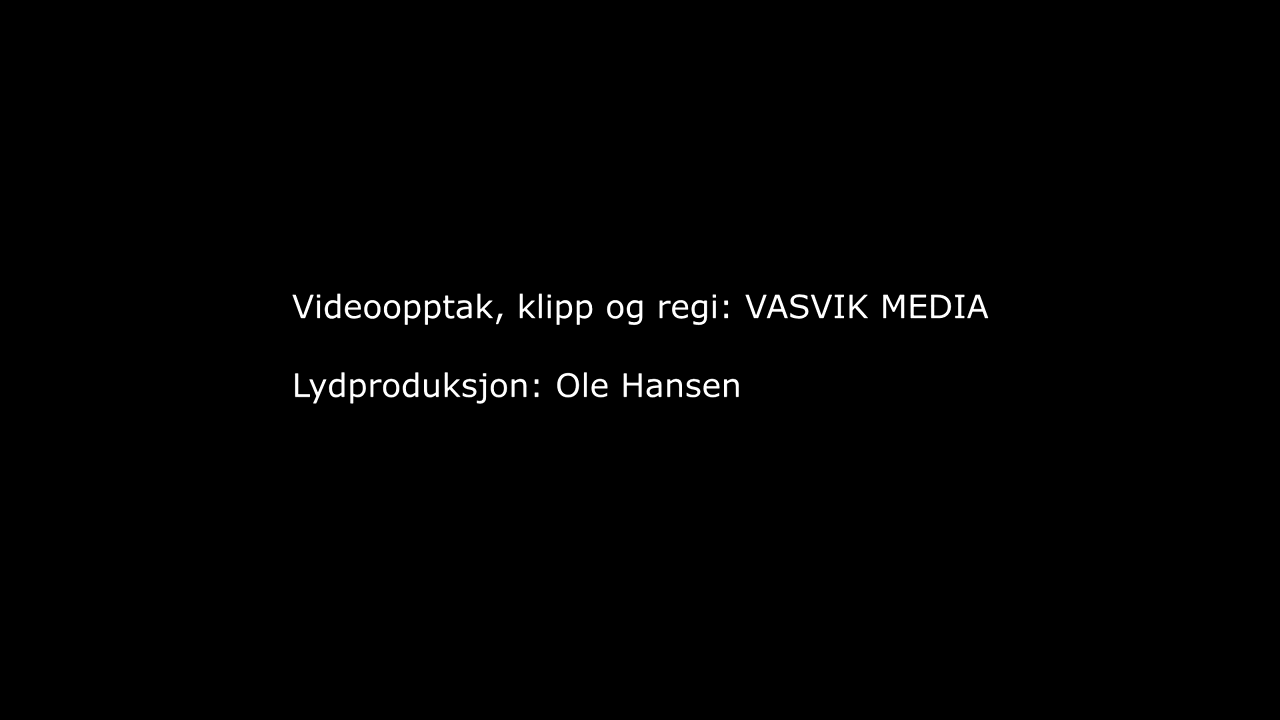 Videoopptak, klipp og regi: VASVIK MEDIA
Lydproduksjon: Ole Hansen